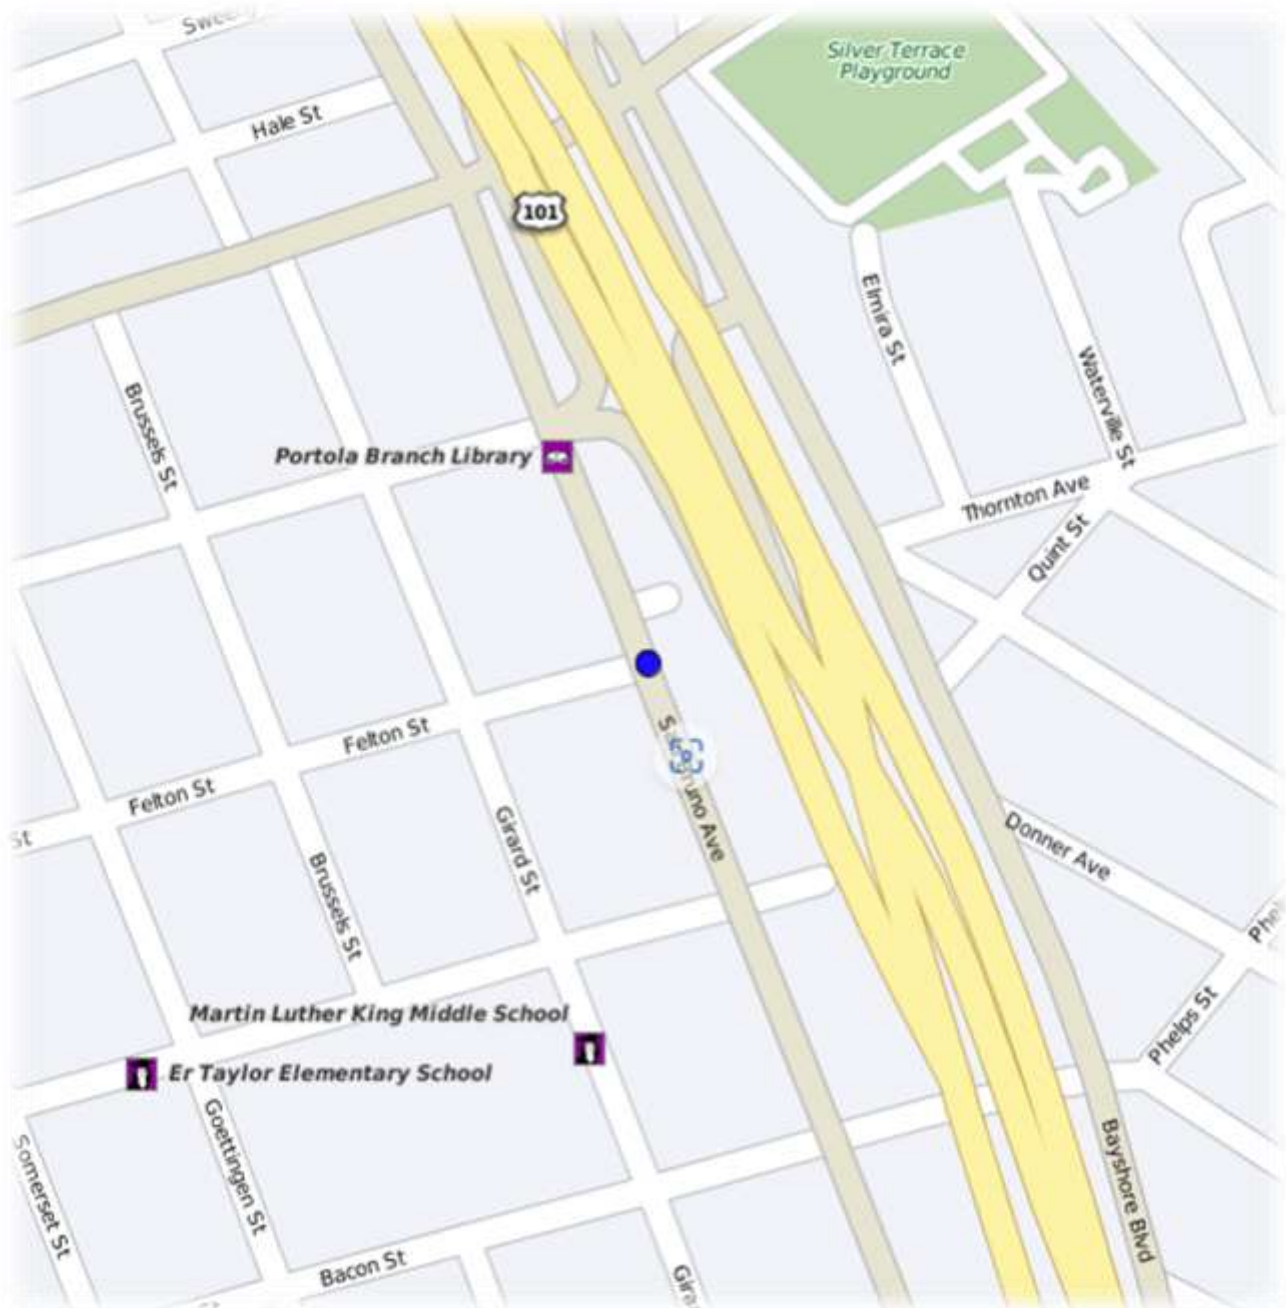 Silver Terrace
Playground
Hale St
101
Elmira St
Waterville St
Brussels St
Portola Branch Library
Thornton Ave
Quint St
Felton St
Felton St
St
Ave
Girard St
Donner Ave
Brussels St
Martin Luther King Middle School
Er Taylor Elementary School
Phelps St
Goettingen St
Somerset St
Bayshore Blvd
Bacon St